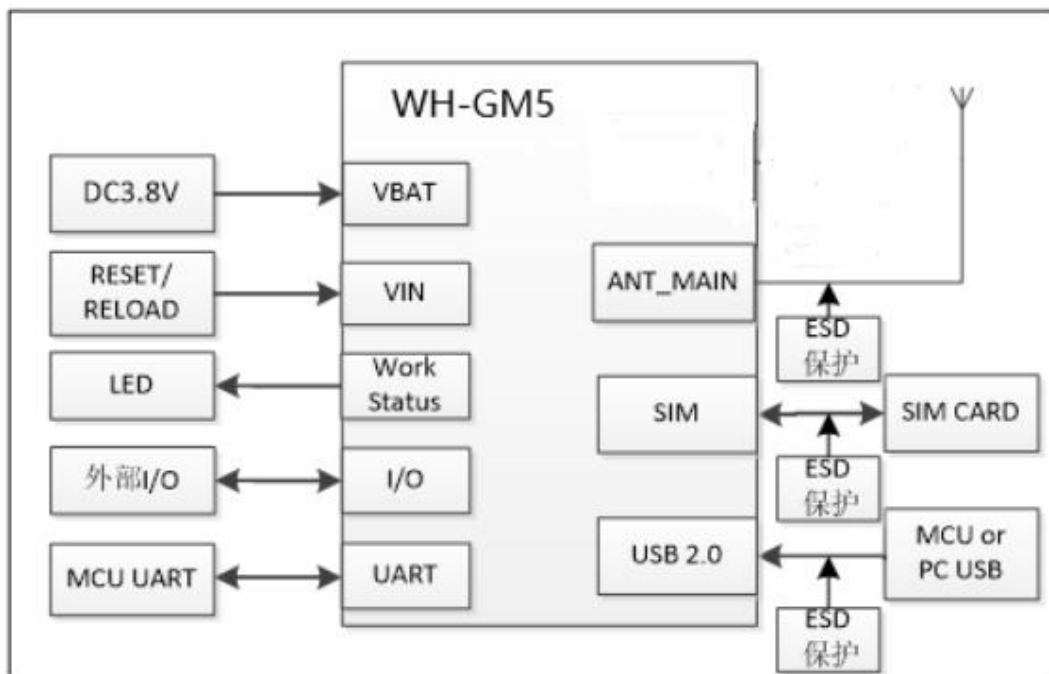 WH-GM5
DC3.8V
VBAT
RESET/
RELOAD
VIN
LED
Work
Status
外部I/O
I/O
MCU UART
UART
ANT_MAIN
ESD
保护
SIM
SIM CARD
ESD
保护
USB 2.0
MCU or
PC USB
ESD
保护